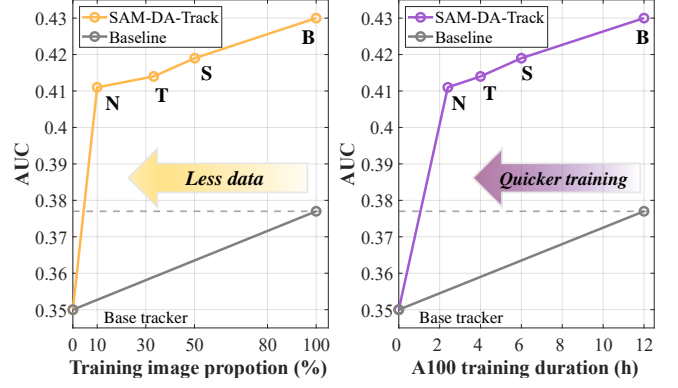 SAM-DA-Track
Baseline
0.43
0.42
0.41
0.4
0.39
0.38
0.37
0.36
0.35
AUC
N
T
S
B
Less data
Base tracker
0
10
30
50
80
100
Training image propotion (%)
SAM-DA-Track
Baseline
0.43
0.42
0.41
0.4
0.39
0.38
0.37
0.36
0.35
AUC
N
T
S
B
Quicker training
Base tracker
0
2
4
6
8
10
12
A100 training duration (h)